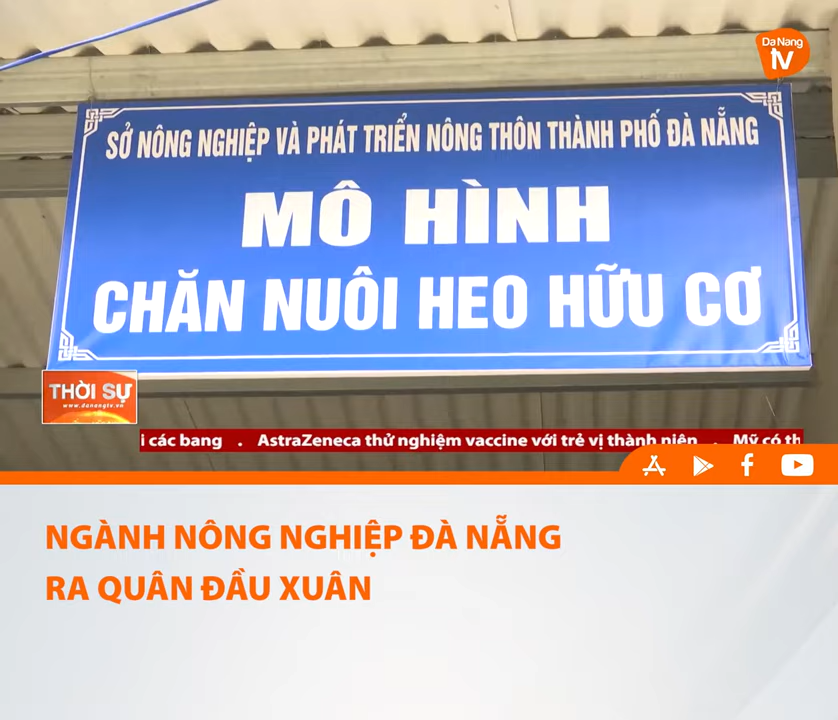 Da Nang
tv
SỞ NÔNG NGHIỆP VÀ PHÁT TRIỂN NÔNG THÔN THÀNH PHỐ ĐÀ NẴNG
MÔ HÌNH
CHĂN NUÔI HEO HỮU CƠ
THỜI SỰ
www.danangtv.vn
i các bang . AstraZeneca thử nghiệm vaccine với trẻ vị thành niên . Mỹ có th
NGÀNH NÔNG NGHIỆP ĐÀ NẴNG
RA QUÂN ĐẦU XUÂN